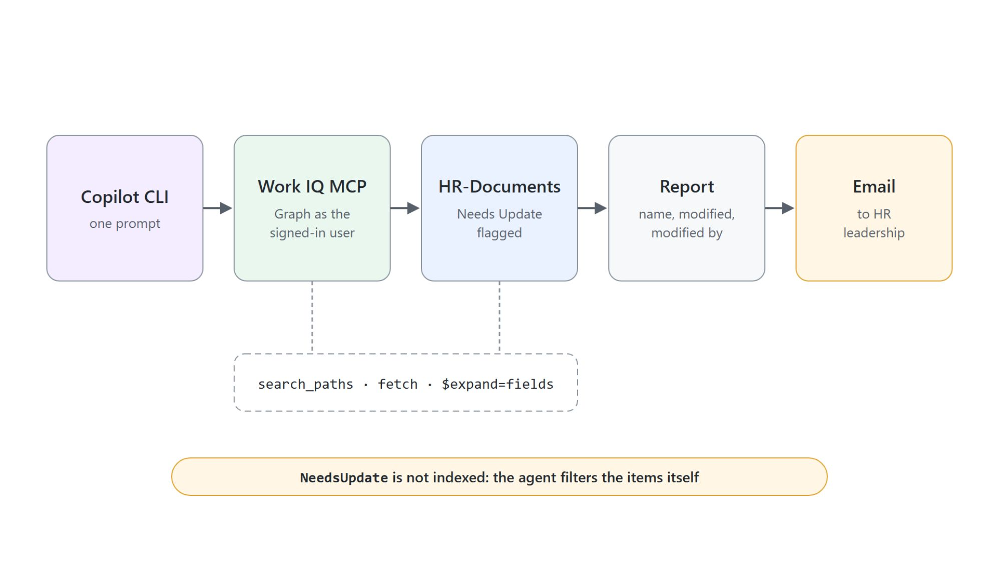 Copilot CLI
one prompt
Work IQ MCP
Graph as the
signed-in user
HR-Documents
Needs Update
flagged
Report
name, modified,
modified by
Email
to HR
leadership
search_paths · fetch · $expand=fields
NeedsUpdate is not indexed: the agent filters the items itself